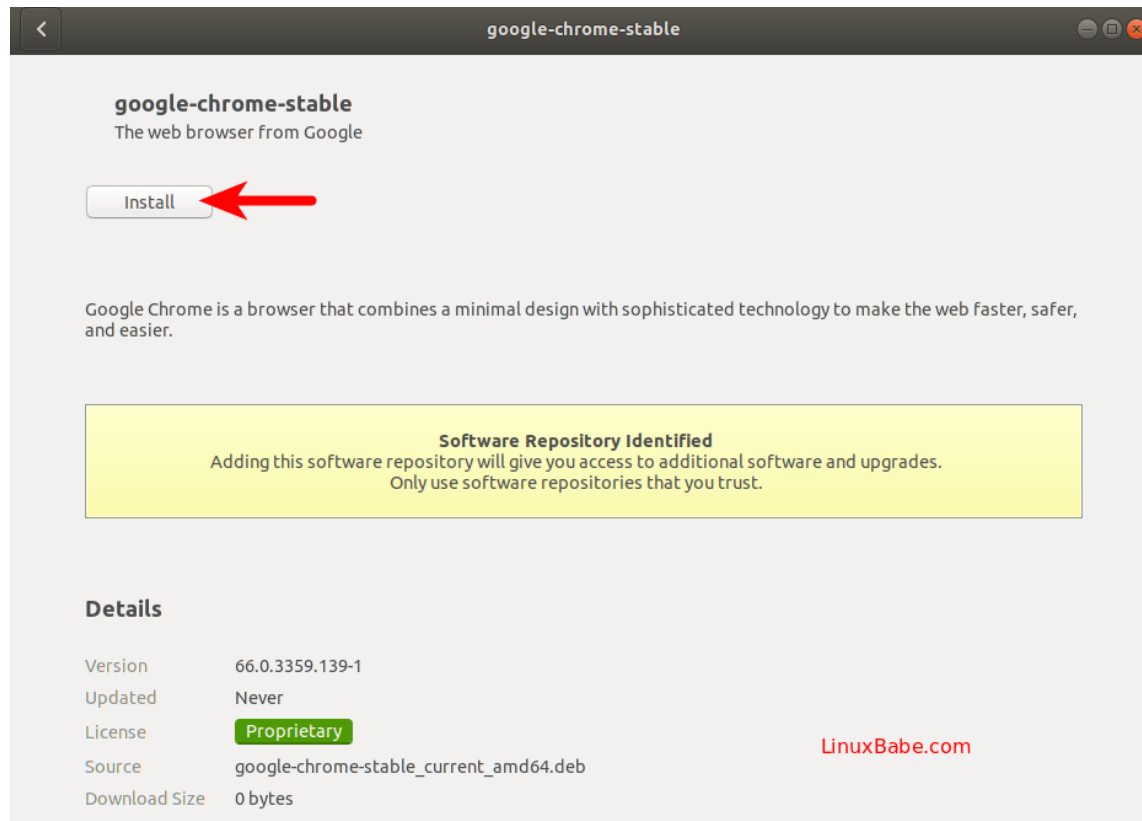 google-chrome-stable
google-chrome-stable
The web browser from Google
Install
Google Chrome is a browser that combines a minimal design with sophisticated technology to make the web faster, safer,
and easier.
Software Repository Identified
Adding this software repository will give you access to additional software and upgrades.
Only use software repositories that you trust.
Details
Version 66.0.3359.139-1
Updated Never
License Proprietary
LinuxBabe.com
Source google-chrome-stable_current_amd64.deb
Download Size 0 bytes